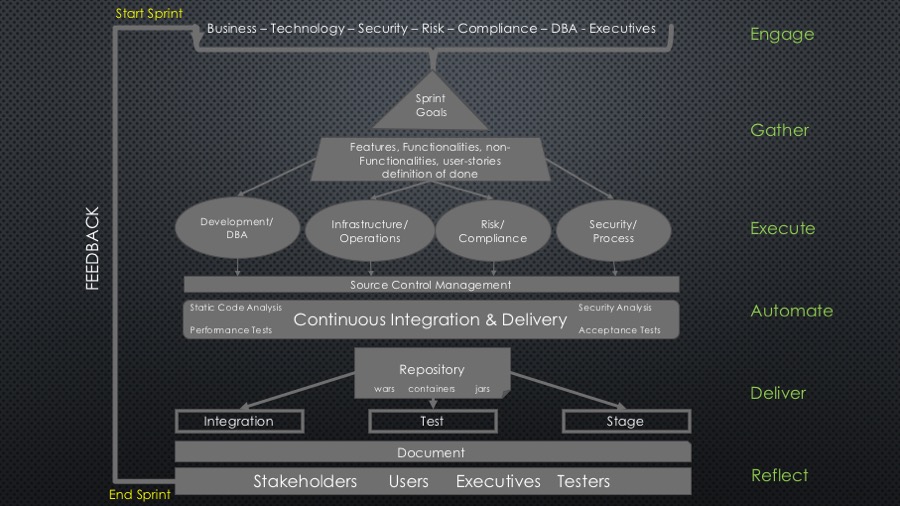 Start Sprint
Business – Technology – Security – Risk – Compliance – DBA - Executives
Engage
Sprint
Goals
Gather
Features, Functionalities, non-
Functionalities, user-stories
definition of done
FEEDBACK
Development/
DBA
Infrastructure/
Operations
Risk/
Compliance
Security/
Process
Execute
Source Control Management
Static Code Analysis
Performance Tests
Continuous Integration & Delivery
Security Analysis
Acceptance Tests
Automate
Repository
wars containers jars
Deliver
Integration
Test
Stage
Document
Stakeholders Users Executives Testers
Reflect
End Sprint